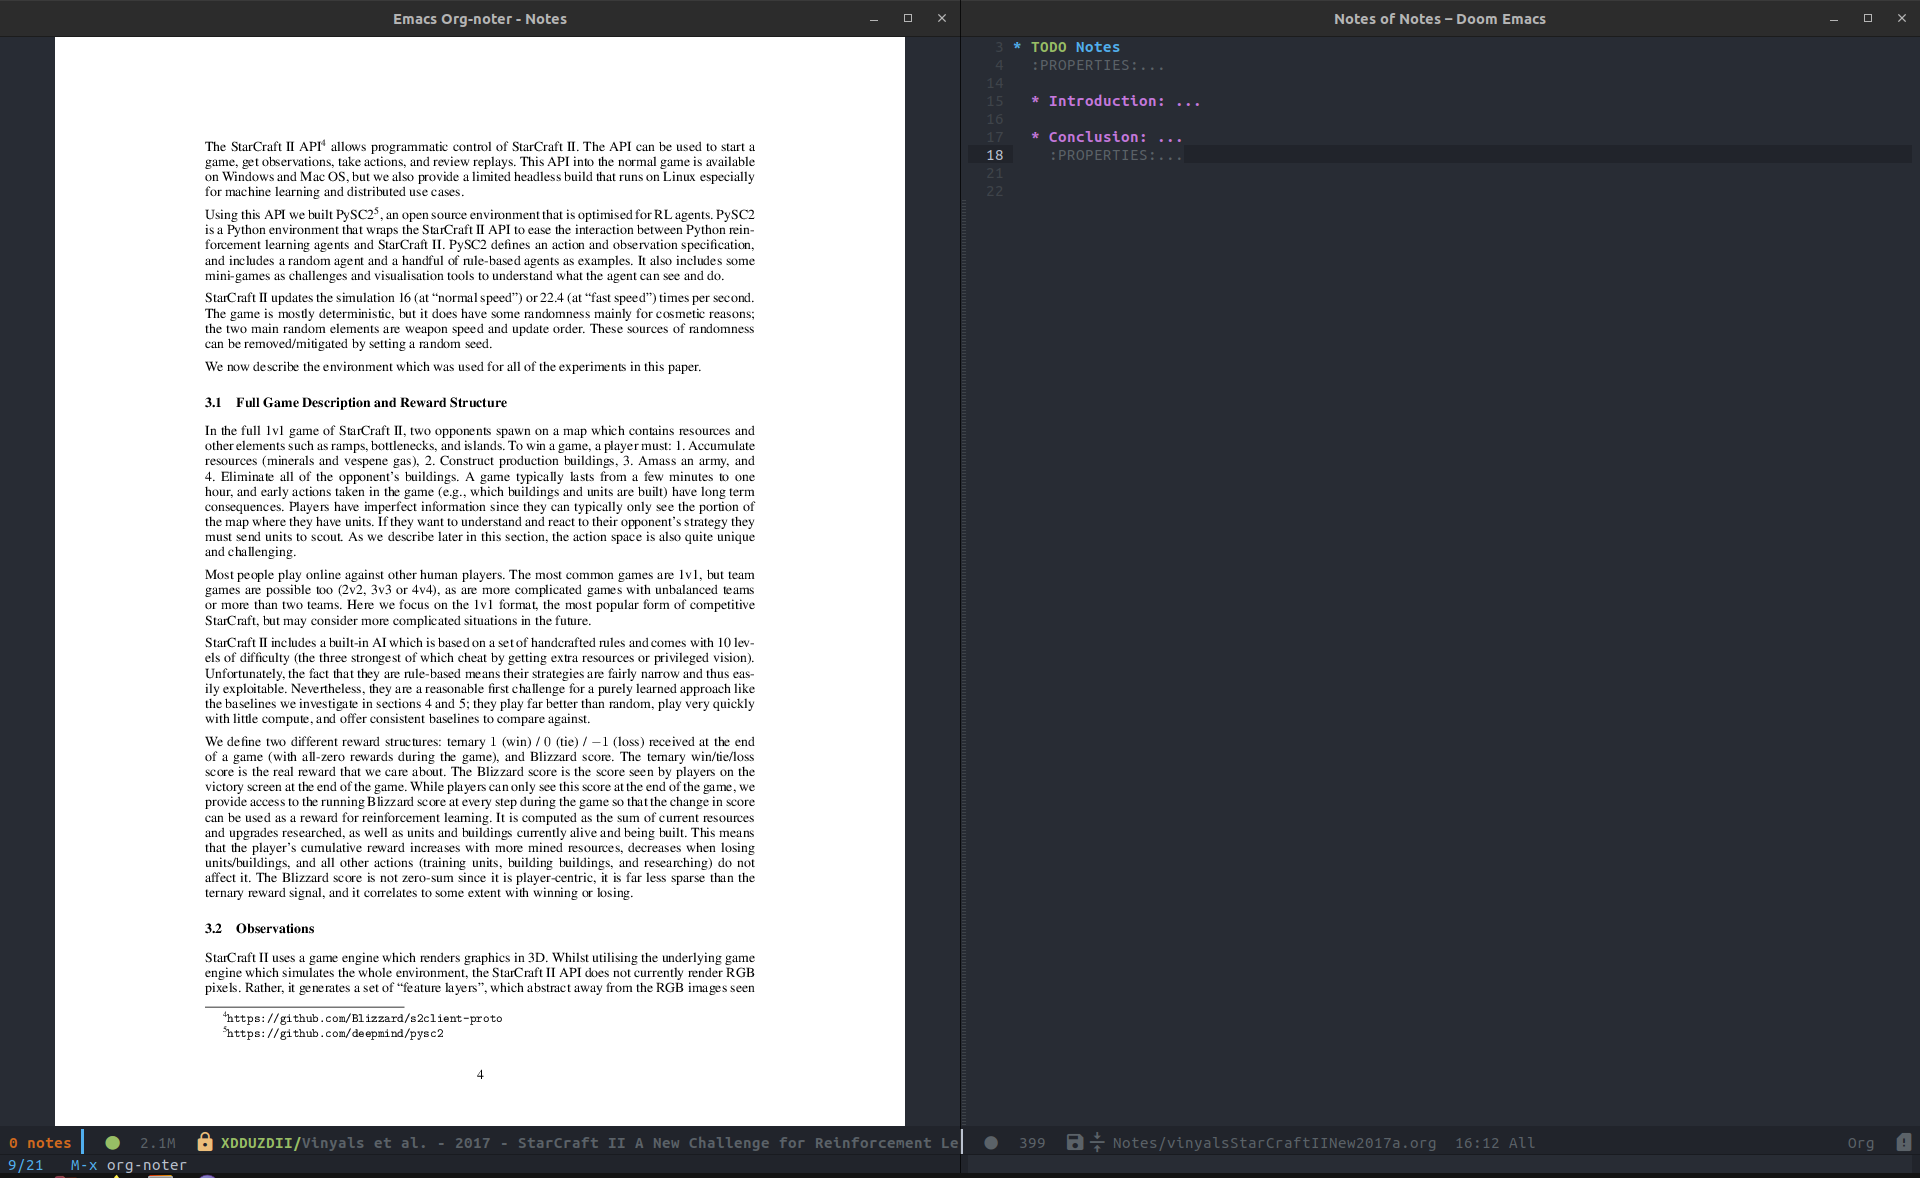 Emacs Org-noter - Notes
The StarCraft II API4 allows programmatic control of StarCraft II. The API can be used to start a
game, get observations, take actions, and review replays. This API into the normal game is available
on Windows and Mac OS, but we also provide a limited headless build that runs on Linux especially
for machine learning and distributed use cases.
Using this API we built PySC25, an open source environment that is optimised for RL agents. PySC2
is a Python environment that wraps the StarCraft II API to ease the interaction between Python rein-
forcement learning agents and StarCraft II. PySC2 defines an action and observation specification,
and includes a random agent and a handful of rule-based agents as examples. It also includes some
mini-games as challenges and visualisation tools to understand what the agent can see and do.
StarCraft II updates the simulation 16 (at “normal speed”) or 22.4 (at “fast speed”) times per second.
The game is mostly deterministic, but it does have some randomness mainly for cosmetic reasons;
the two main random elements are weapon speed and update order. These sources of randomness
can be removed/mitigated by setting a random seed.
We now describe the environment which was used for all of the experiments in this paper.
3.1 Full Game Description and Reward Structure
In the full 1v1 game of StarCraft II, two opponents spawn on a map which contains resources and
other elements such as ramps, bottlenecks, and islands. To win a game, a player must: 1. Accumulate
resources (minerals and vespene gas), 2. Construct production buildings, 3. Amass an army, and
4. Eliminate all of the opponent’s buildings. A game typically lasts from a few minutes to one
hour, and early actions taken in the game (e.g., which buildings and units are built) have long term
consequences. Players have imperfect information since they can typically only see the portion of
the map where they have units. If they want to understand and react to their opponent’s strategy they
must send units to scout. As we describe later in this section, the action space is also quite unique
and challenging.
Most people play online against other human players. The most common games are 1v1, but team
games are possible too (2v2, 3v3 or 4v4), as are more complicated games with unbalanced teams
or more than two teams. Here we focus on the 1v1 format, the most popular form of competitive
StarCraft, but may consider more complicated situations in the future.
StarCraft II includes a built-in AI which is based on a set of handcrafted rules and comes with 10 lev-
els of difficulty (the three strongest of which cheat by getting extra resources or privileged vision).
Unfortunately, the fact that they are rule-based means their strategies are fairly narrow and thus eas-
ily exploitable. Nevertheless, they are a reasonable first challenge for a purely learned approach like
the baselines we investigate in sections 4 and 5; they play far better than random, play very quickly
with little compute, and offer consistent baselines to compare against.
We define two different reward structures: ternary 1 (win) / 0 (tie) / −1 (loss) received at the end
of a game (with all-zero rewards during the game), and Blizzard score. The ternary win/tie/loss
score is the real reward that we care about. The Blizzard score is the score seen by players on the
victory screen at the end of the game. While players can only see this score at the end of the game, we
provide access to the running Blizzard score at every step during the game so that the change in score
can be used as a reward for reinforcement learning. It is computed as the sum of current resources
and upgrades researched, as well as units and buildings currently alive and being built. This means
that the player’s cumulative reward increases with more mined resources, decreases when losing
units/buildings, and all other actions (training units, building buildings, and researching) do not
affect it. The Blizzard score is not zero-sum since it is player-centric, it is far less sparse than the
ternary reward signal, and it correlates to some extent with winning or losing.
3.2 Observations
StarCraft II uses a game engine which renders graphics in 3D. Whilst utilising the underlying game
engine which simulates the whole environment, the StarCraft II API does not currently render RGB
pixels. Rather, it generates a set of “feature layers”, which abstract away from the RGB images seen
4https://github.com/Blizzard/s2client-proto
5https://github.com/deepmind/pysc2
4
0 notes 2.1M XDDUZDII/Vinyals et al. - 2017 - StarCraft II A New Challenge for Reinforcement Le
9/21 M-x org-noter
Notes of Notes – Doom Emacs
3 * TODO Notes
4 :PROPERTIES:...
14
15 * Introduction: ...
16
17 * Conclusion: ...
18 :PROPERTIES:...
21
22
399 Notes/vinyalsStarCraftIINew2017a.org 16:12 All Org